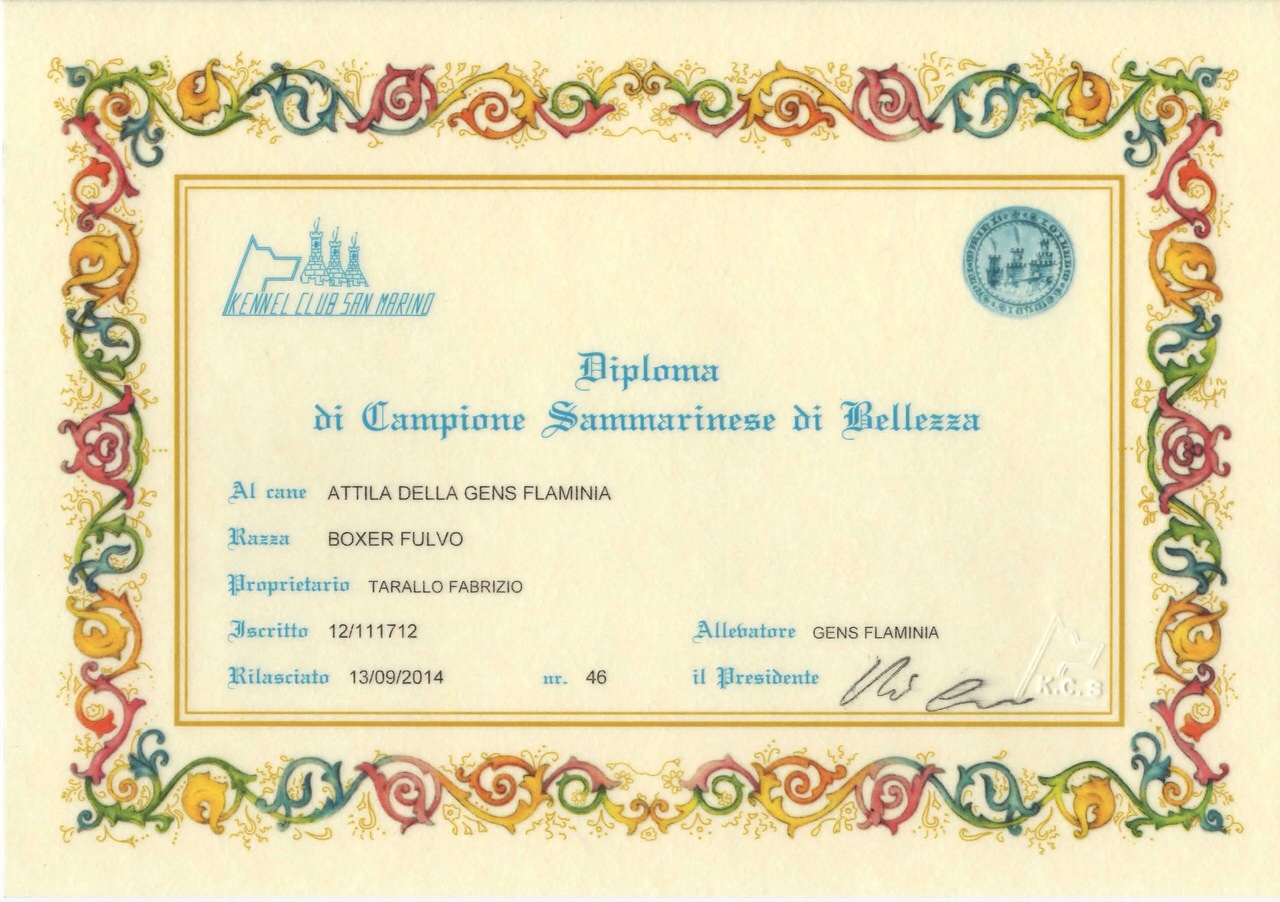 KENNEL CLUB SAN MARINO
Diploma
di Campione Sammarinese di Bellezza
Al cane ATTILA DELLA GENS FLAMINIA
Razza BOXER FULVO
Proprietario TARALLO FABRIZIO
Iscritto 12/111712 Allevatore GENS FLAMINIA
Rilasciato 13/09/2014 nr. 46 il Presidente
K.C.S